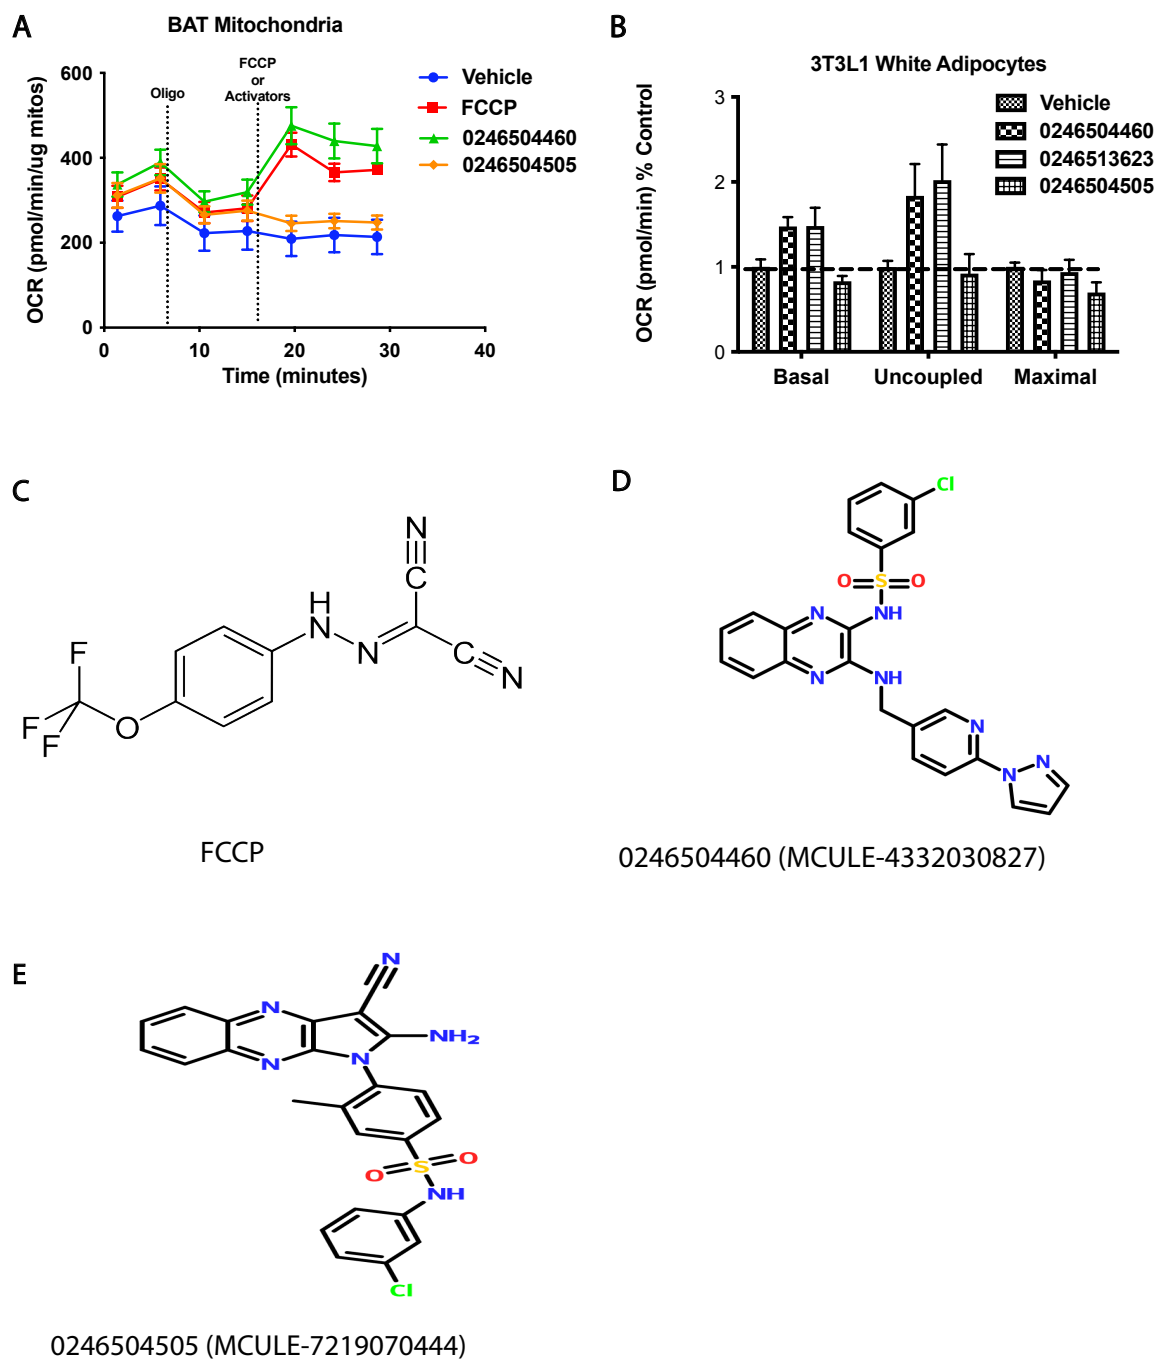 A
BAT Mitochondria
OCR (pmol/min/ug mitos)
600
400
200
0
0
10
20
30
40
Time (minutes)
Oligo
FCCP
or
Activators
Vehicle
FCCP
0246504460
0246504505
B
3T3L1 White Adipocytes
OCR (pmol/min) % Control
3
2
1
0
Basal
Uncoupled
Maximal
Vehicle
0246504460
0246513623
0246504505
C
N
C
H
N
N
C
N
F
F
F
O
FCCP
D
Cl
O
S
O
NH
N
N
NH
N
N
N
0246504460 (MCULE-4332030827)
E
N
N
N
N
NH2
O
S
O
NH
Cl
0246504505 (MCULE-7219070444)